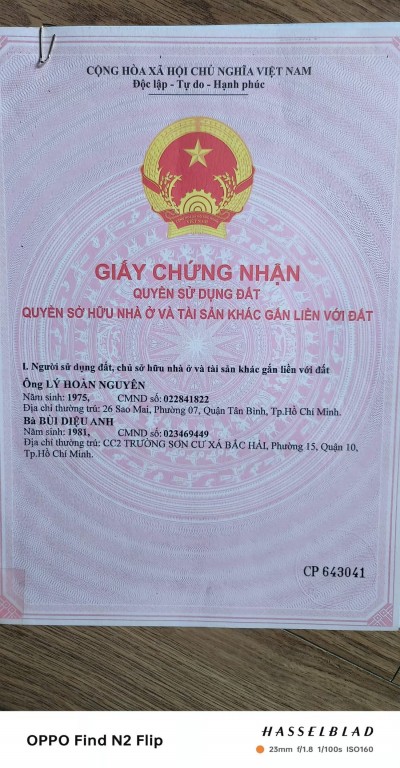 CỘNG HÒA XÃ HỘI CHỦ NGHĨA VIỆT NAM
Độc lập - Tự do - Hạnh phúc
GIẤY CHỨNG NHẬN
QUYỀN SỬ DỤNG ĐẤT
QUYỀN SỞ HỮU NHÀ Ở VÀ TÀI SẢN KHÁC GẮN LIỀN VỚI ĐẤT
I. Người sử dụng đất, chủ sở hữu nhà ở và tài sản khác gắn liền với đất
Ông LÝ HOÀN NGUYÊN
Năm sinh: 1975, CMND số: 022841822
Địa chỉ thường trú: 26 Sao Mai, Phường 07, Quận Tân Bình, Tp.Hồ Chí Minh.
Bà BÙI DIỆU ANH
Năm sinh: 1981, CMND số: 023469449
Địa chỉ thường trú: CC2 TRƯỜNG SƠN CƯ XÁ BẮC HẢI, Phường 15, Quận 10,
Tp.Hồ Chí Minh.
CP 643041
OPPO Find N2 Flip
HASSELBLAD
23mm f/1.8 1/100s ISO160